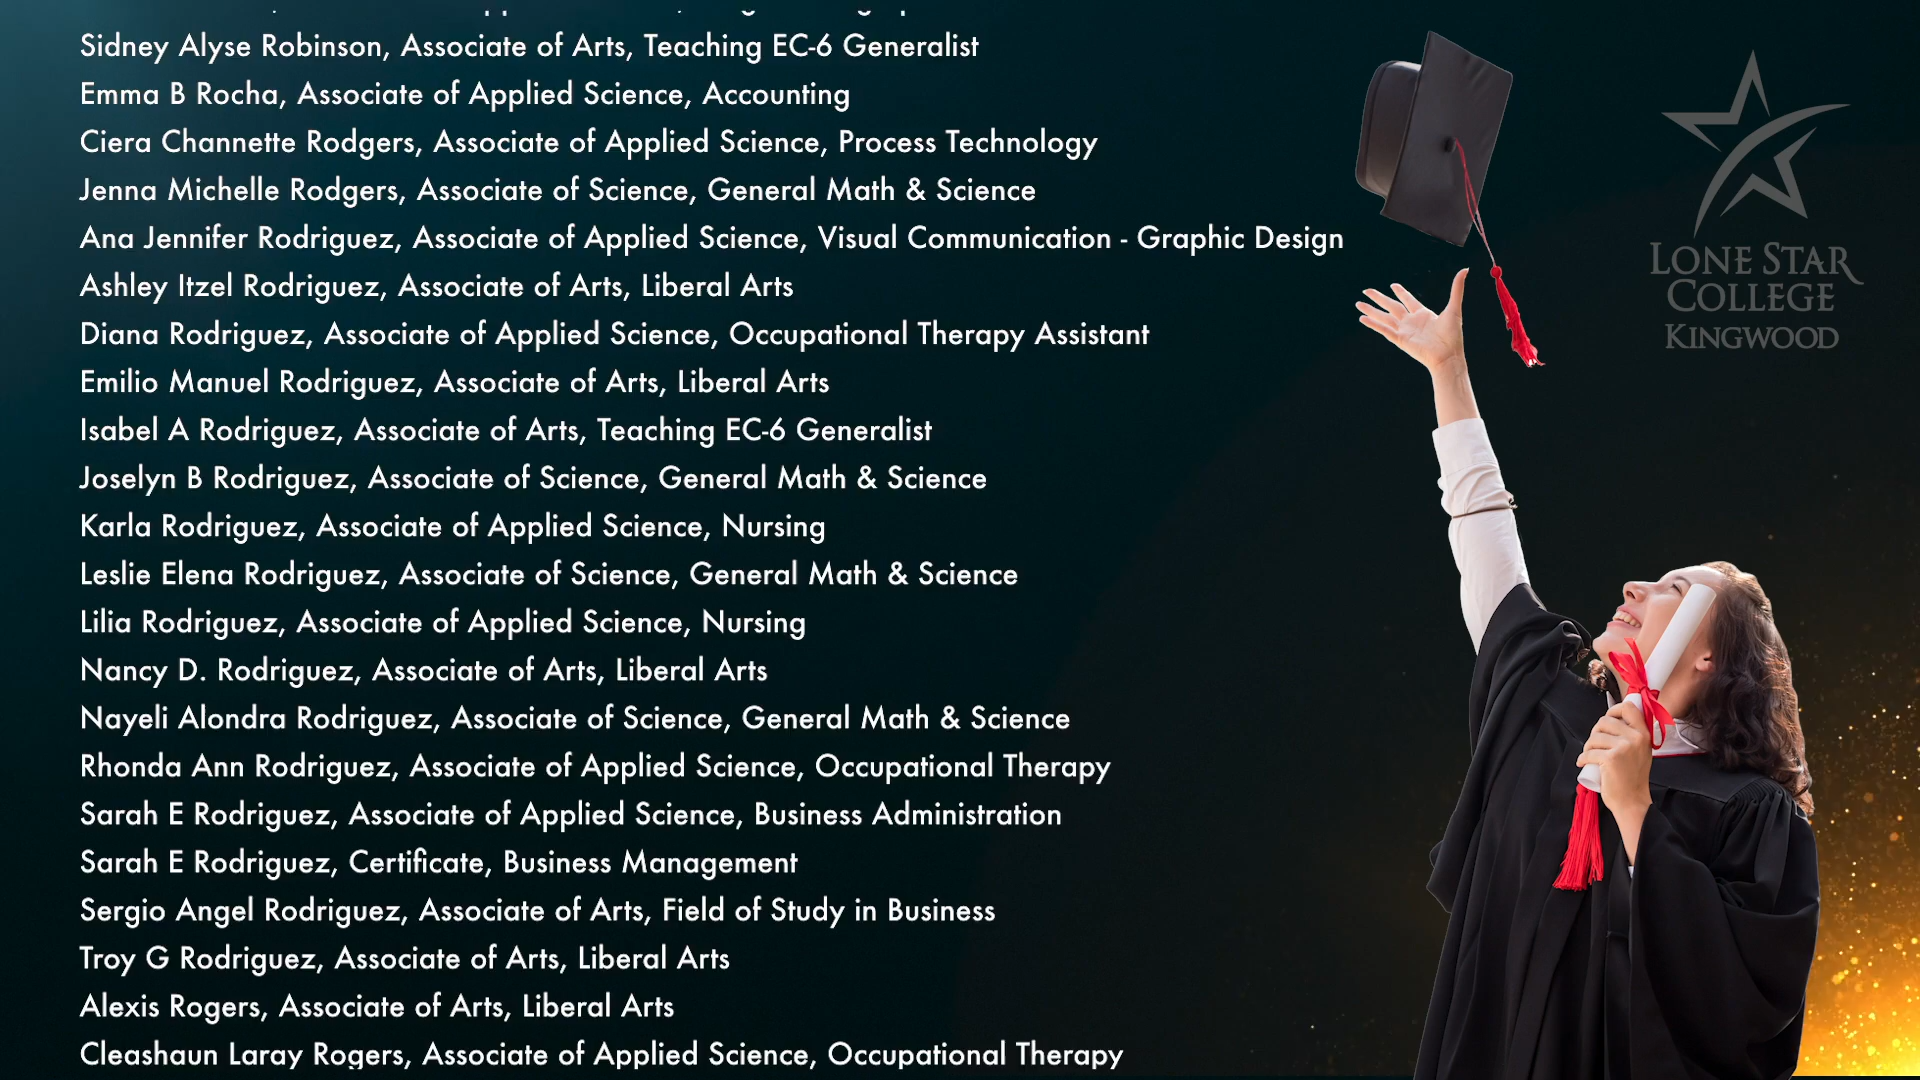 Sidney Alyse Robinson, Associate of Arts, Teaching EC-6 Generalist
Emma B Rocha, Associate of Applied Science, Accounting
Ciera Channette Rodgers, Associate of Applied Science, Process Technology
Jenna Michelle Rodgers, Associate of Science, General Math & Science
Ana Jennifer Rodriguez, Associate of Applied Science, Visual Communication - Graphic Design
Ashley Itzel Rodriguez, Associate of Arts, Liberal Arts
Diana Rodriguez, Associate of Applied Science, Occupational Therapy Assistant
Emilio Manuel Rodriguez, Associate of Arts, Liberal Arts
Isabel A Rodriguez, Associate of Arts, Teaching EC-6 Generalist
Joselyn B Rodriguez, Associate of Science, General Math & Science
Karla Rodriguez, Associate of Applied Science, Nursing
Leslie Elena Rodriguez, Associate of Science, General Math & Science
Lilia Rodriguez, Associate of Applied Science, Nursing
Nancy D. Rodriguez, Associate of Arts, Liberal Arts
Nayeli Alondra Rodriguez, Associate of Science, General Math & Science
Rhonda Ann Rodriguez, Associate of Applied Science, Occupational Therapy
Sarah E Rodriguez, Associate of Applied Science, Business Administration
Sarah E Rodriguez, Certificate, Business Management
Sergio Angel Rodriguez, Associate of Arts, Field of Study in Business
Troy G Rodriguez, Associate of Arts, Liberal Arts
Alexis Rogers, Associate of Arts, Liberal Arts
Cleashaun Laray Rogers, Associate of Applied Science, Occupational Therapy
LONE STAR
COLLEGE
KINGWOOD